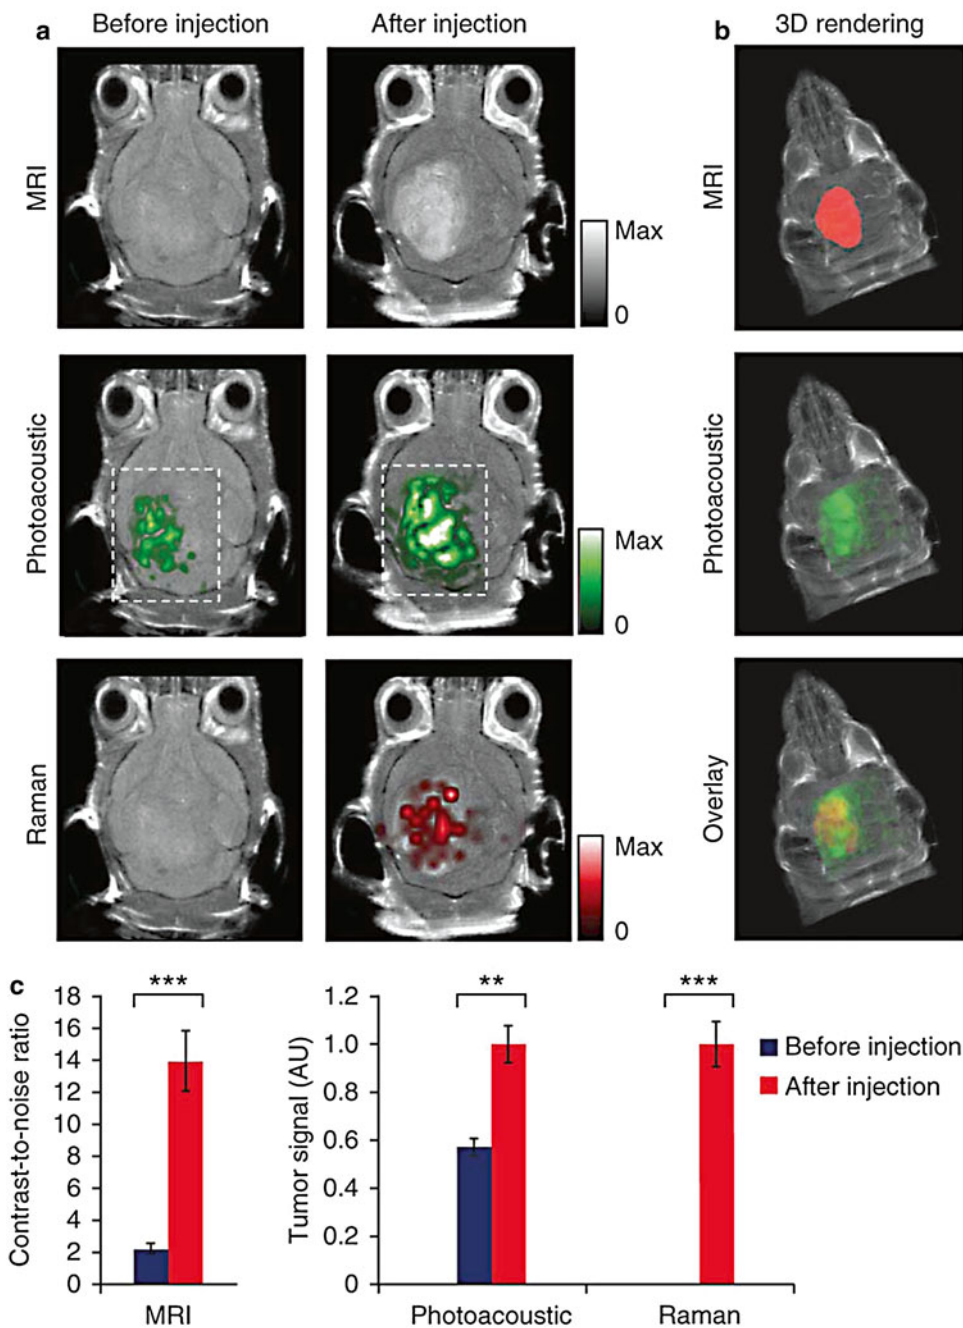 a
Before injection
After injection
b
3D rendering
MRI
Max
0
MRI
Photoacoustic
Max
0
Photoacoustic
Raman
Max
0
Overlay
c
Contrast-to-noise ratio
18
16
14
12
10
8
6
4
2
0
***
MRI
Tumor signal (AU)
1.2
1.0
0.8
0.6
0.4
0.2
0
**
***
Photoacoustic
Raman
Before injection
After injection